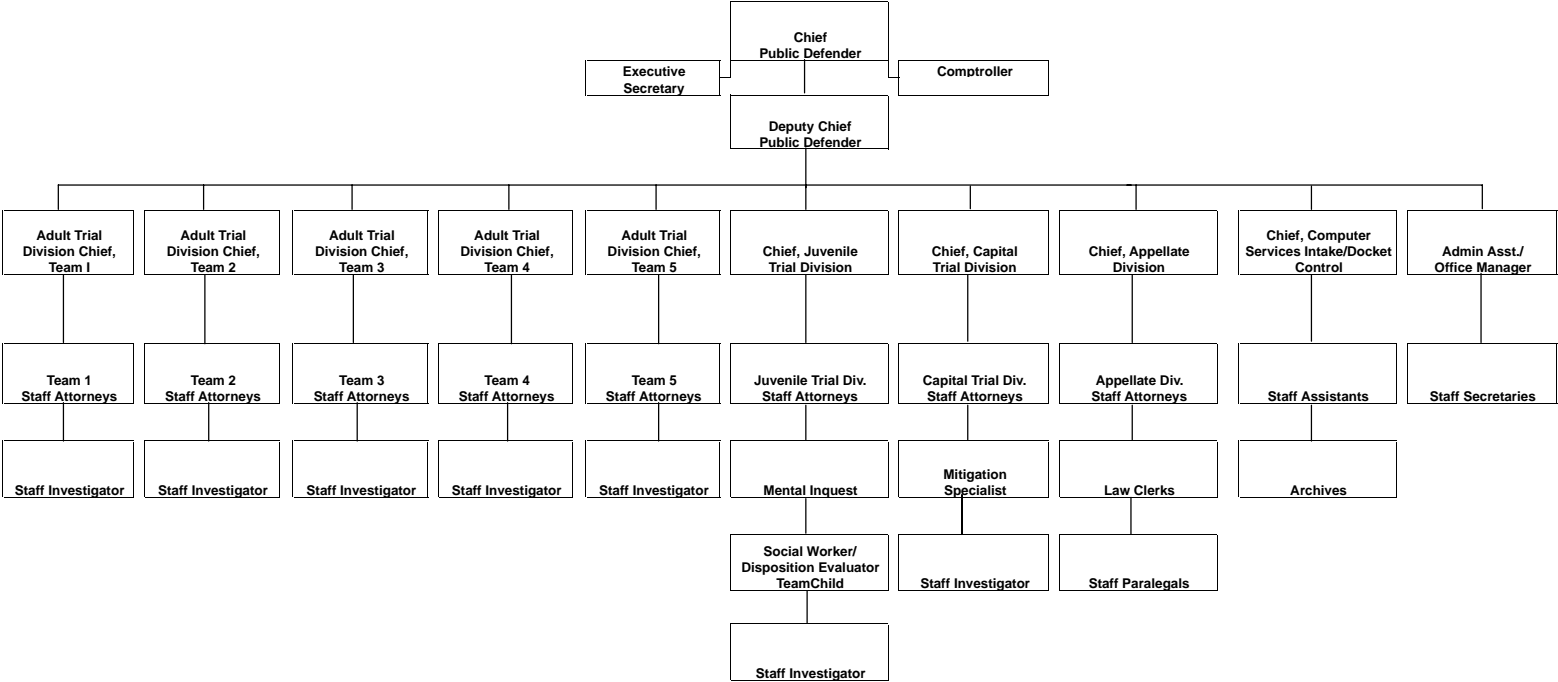 Chief
Public Defender
Executive
Secretary
Comptroller
Deputy Chief
Public Defender
Adult Trial
Division Chief,
Team I
Adult Trial
Division Chief,
Team 2
Adult Trial
Division Chief,
Team 3
Adult Trial
Division Chief,
Team 4
Adult Trial
Division Chief,
Team 5
Chief, Juvenile
Trial Division
Chief, Capital
Trial Division
Chief, Appellate
Division
Chief, Computer
Services Intake/Docket
Control
Admin Asst./
Office Manager
Team 1
Staff Attorneys
Team 2
Staff Attorneys
Team 3
Staff Attorneys
Team 4
Staff Attorneys
Team 5
Staff Attorneys
Juvenile Trial Div.
Staff Attorneys
Capital Trial Div.
Staff Attorneys
Appellate Div.
Staff Attorneys
Staff Assistants
Staff Secretaries
Staff Investigator
Staff Investigator
Staff Investigator
Staff Investigator
Staff Investigator
Mental Inquest
Mitigation
Specialist
Law Clerks
Archives
Social Worker/
Disposition Evaluator
TeamChild
Staff Investigator
Staff Paralegals
Staff Investigator